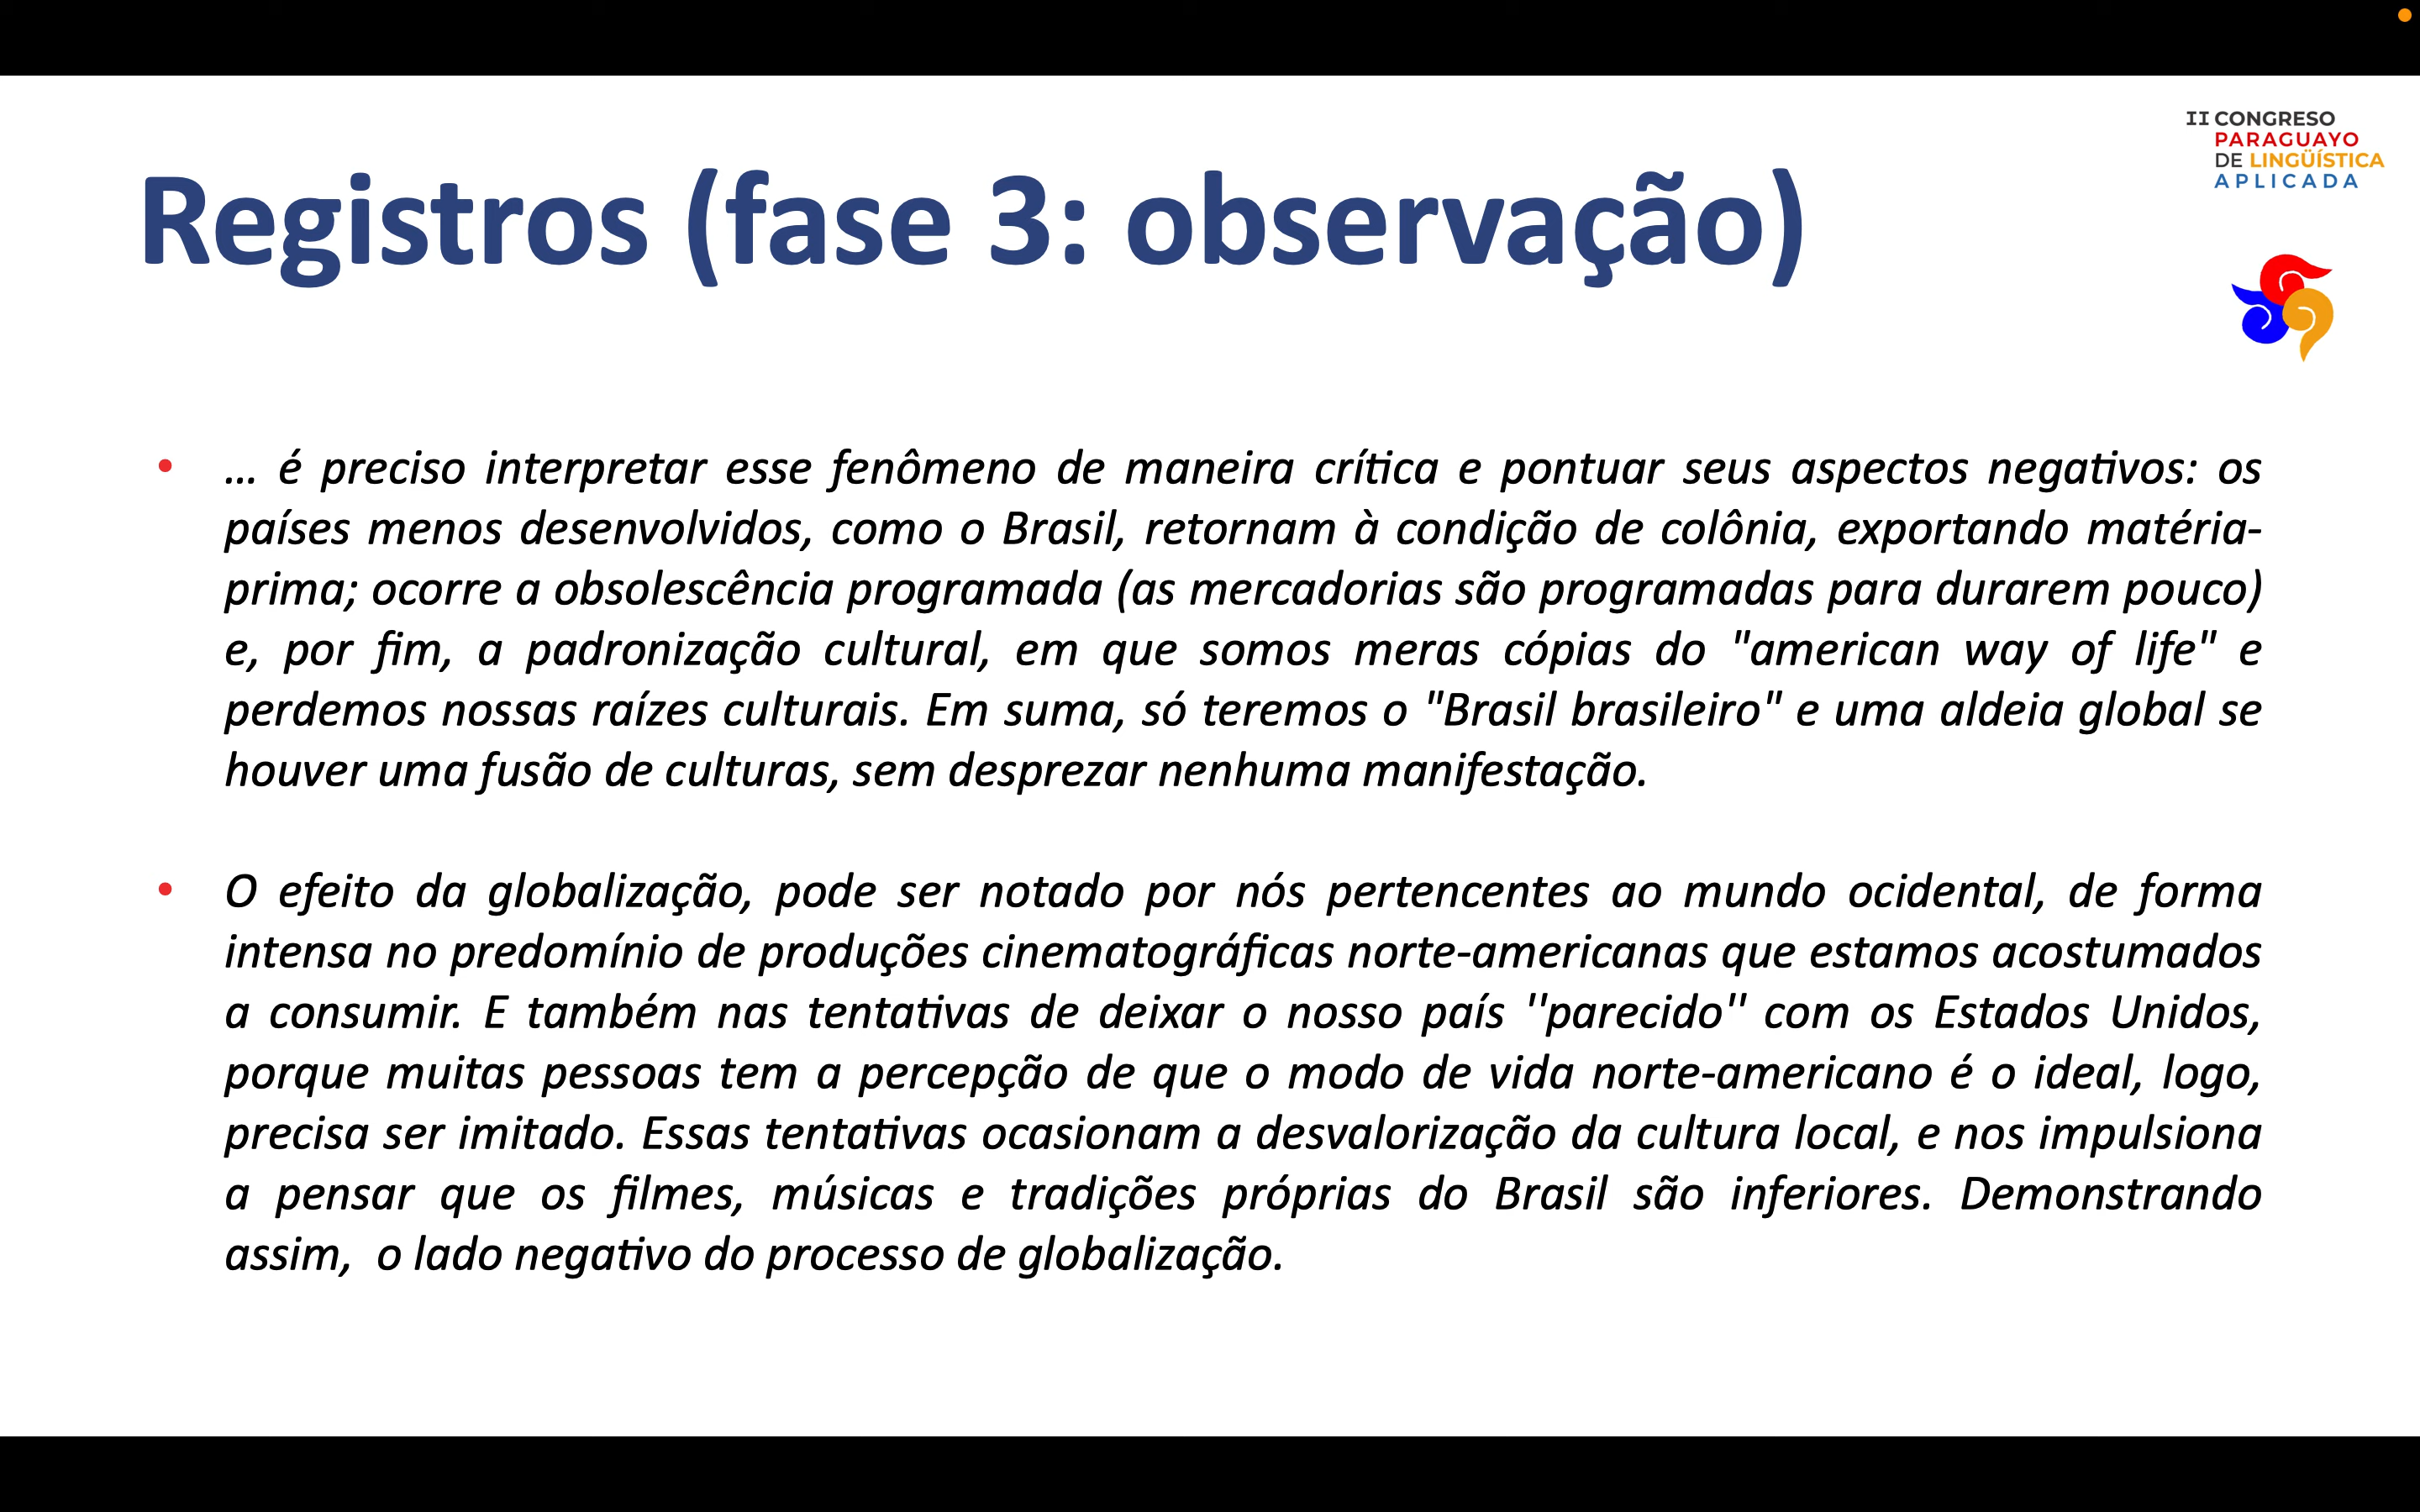 II CONGRESO
PARAGUAYO
DE LINGÜÍSTICA
APLICADA
Registros (fase 3: observação)
• ... é preciso interpretar esse fenômeno de maneira crítica e pontuar seus aspectos negativos: os
países menos desenvolvidos, como o Brasil, retornam à condição de colônia, exportando matéria-
prima; ocorre a obsolescência programada (as mercadorias são programadas para durarem pouco)
e, por fim, a padronização cultural, em que somos meras cópias do "american way of life" e
perdemos nossas raízes culturais. Em suma, só teremos o "Brasil brasileiro" e uma aldeia global se
houver uma fusão de culturas, sem desprezar nenhuma manifestação.
• O efeito da globalização, pode ser notado por nós pertencentes ao mundo ocidental, de forma
intensa no predomínio de produções cinematográficas norte-americanas que estamos acostumados
a consumir. E também nas tentativas de deixar o nosso país ''parecido'' com os Estados Unidos,
porque muitas pessoas tem a percepção de que o modo de vida norte-americano é o ideal, logo,
precisa ser imitado. Essas tentativas ocasionam a desvalorização da cultura local, e nos impulsiona
a pensar que os filmes, músicas e tradições próprias do Brasil são inferiores. Demonstrando
assim,  o lado negativo do processo de globalização.